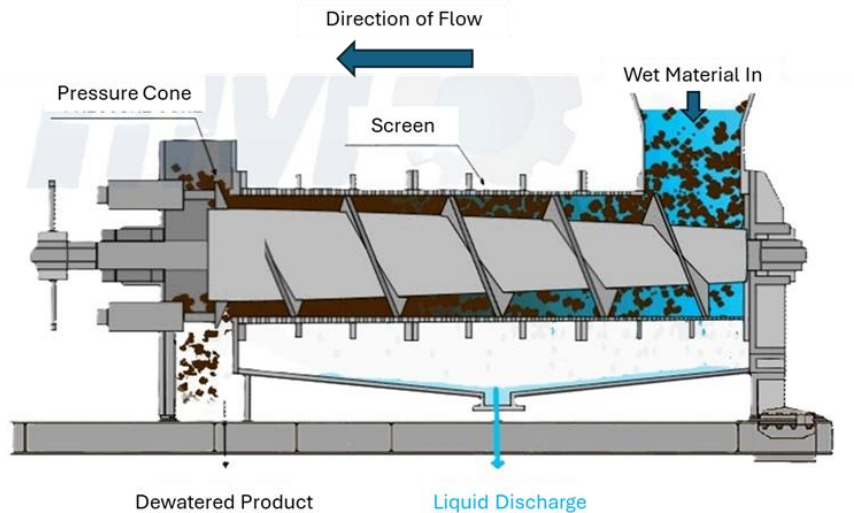 Direction of Flow
Wet Material In
Pressure Cone
Screen
Dewatered Product
Liquid Discharge